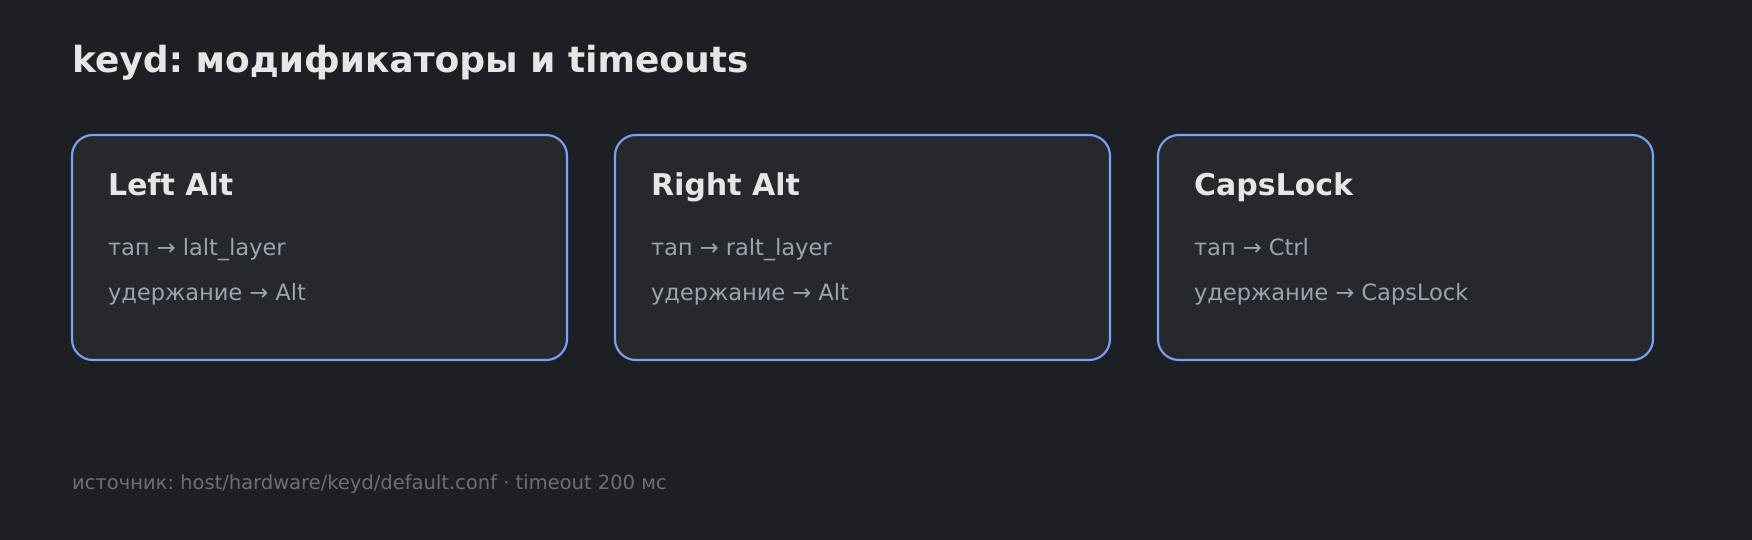 keyd: модификаторы и timeouts
Left Alt
тап → lalt_layer
удержание → Alt
Right Alt
тап → ralt_layer
удержание → Alt
CapsLock
тап → Ctrl
удержание → CapsLock
источник: host/hardware/keyd/default.conf · timeout 200 мс